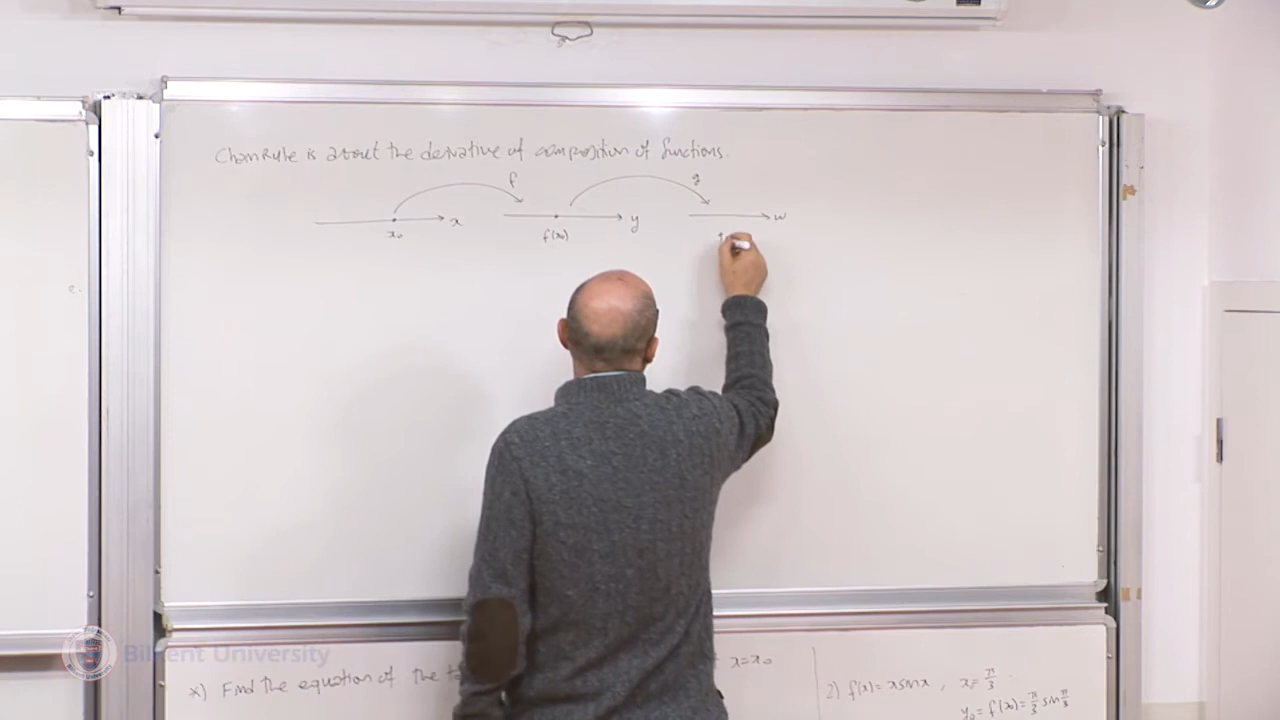 Chain Rule is about the derivative of composition of functions.
f g
x y w
x₀ f(x₀)
Bilkent University
*) Find the equation of the x=x₀
2) f(x)=x sin x , x₀=π/3 .
y₀=f(x₀)=π/3 sin π/3